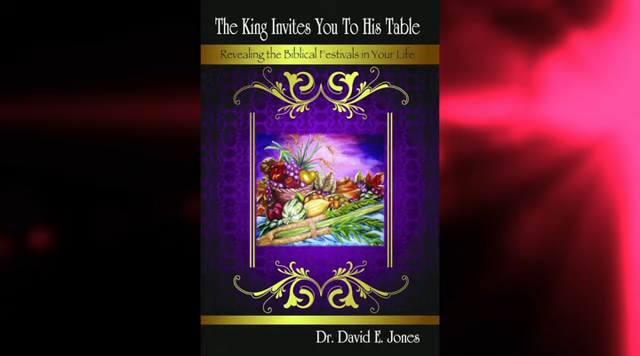 The King Invites You To His Table
Revealing the Biblical Festivals in Your Life
Dr. David E. Jones